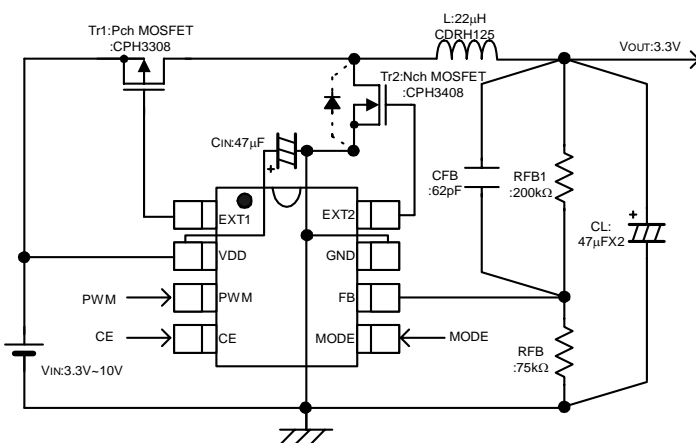 Tr1:Pch MOSFET
:CPH3308
L:22µH
CDRH125
VOUT:3.3V
Tr2:Nch MOSFET
:CPH3408
CIN:47µF
+
CFB
:62pF
RFB1
:200kΩ
+
CL:
47µFX2
EXT1
EXT2
VDD
GND
PWM
PWM
FB
CE
CE
MODE
MODE
VIN:3.3V~10V
RFB
:75kΩ